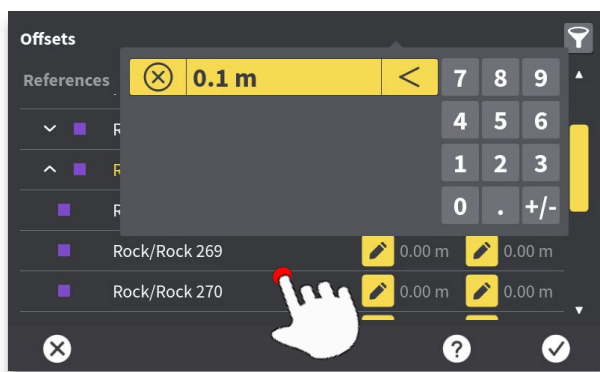 Offsets
References
0.1 m < 7 8 9
4 5 6
1 2 3
0 . +/-
R
R
R
Rock/Rock 269 0.00 m 0.00 m
Rock/Rock 270 0.00 m 0.00 m
?